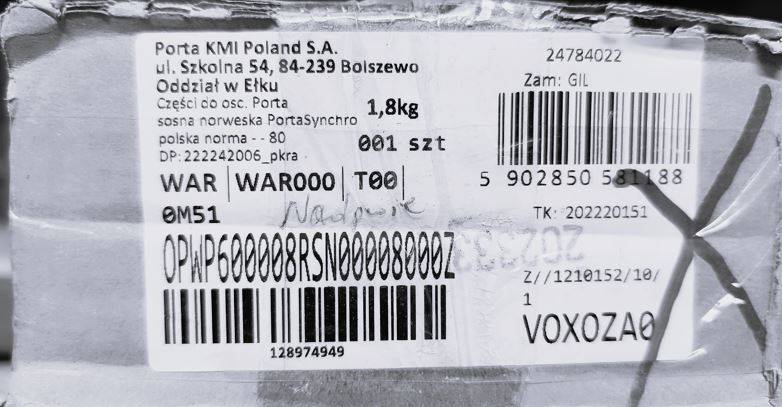 Porta KMI Poland S.A.
ul. Szkolna 54, 84-239 Bolszewo
Oddział w Ełku
Części do osc. Porta
sosna norweska PortaSynchro
polska norma - - 80
DP: 222242006_pkra
1,8kg
001 szt
WAR WAR000 T00
0M51
OPWP600008RSN00008000Z
128974949
24784022
Zam: GIL
5 902850 581188
TK: 202220151
Z//1210152/10/
1
VOXOZA0